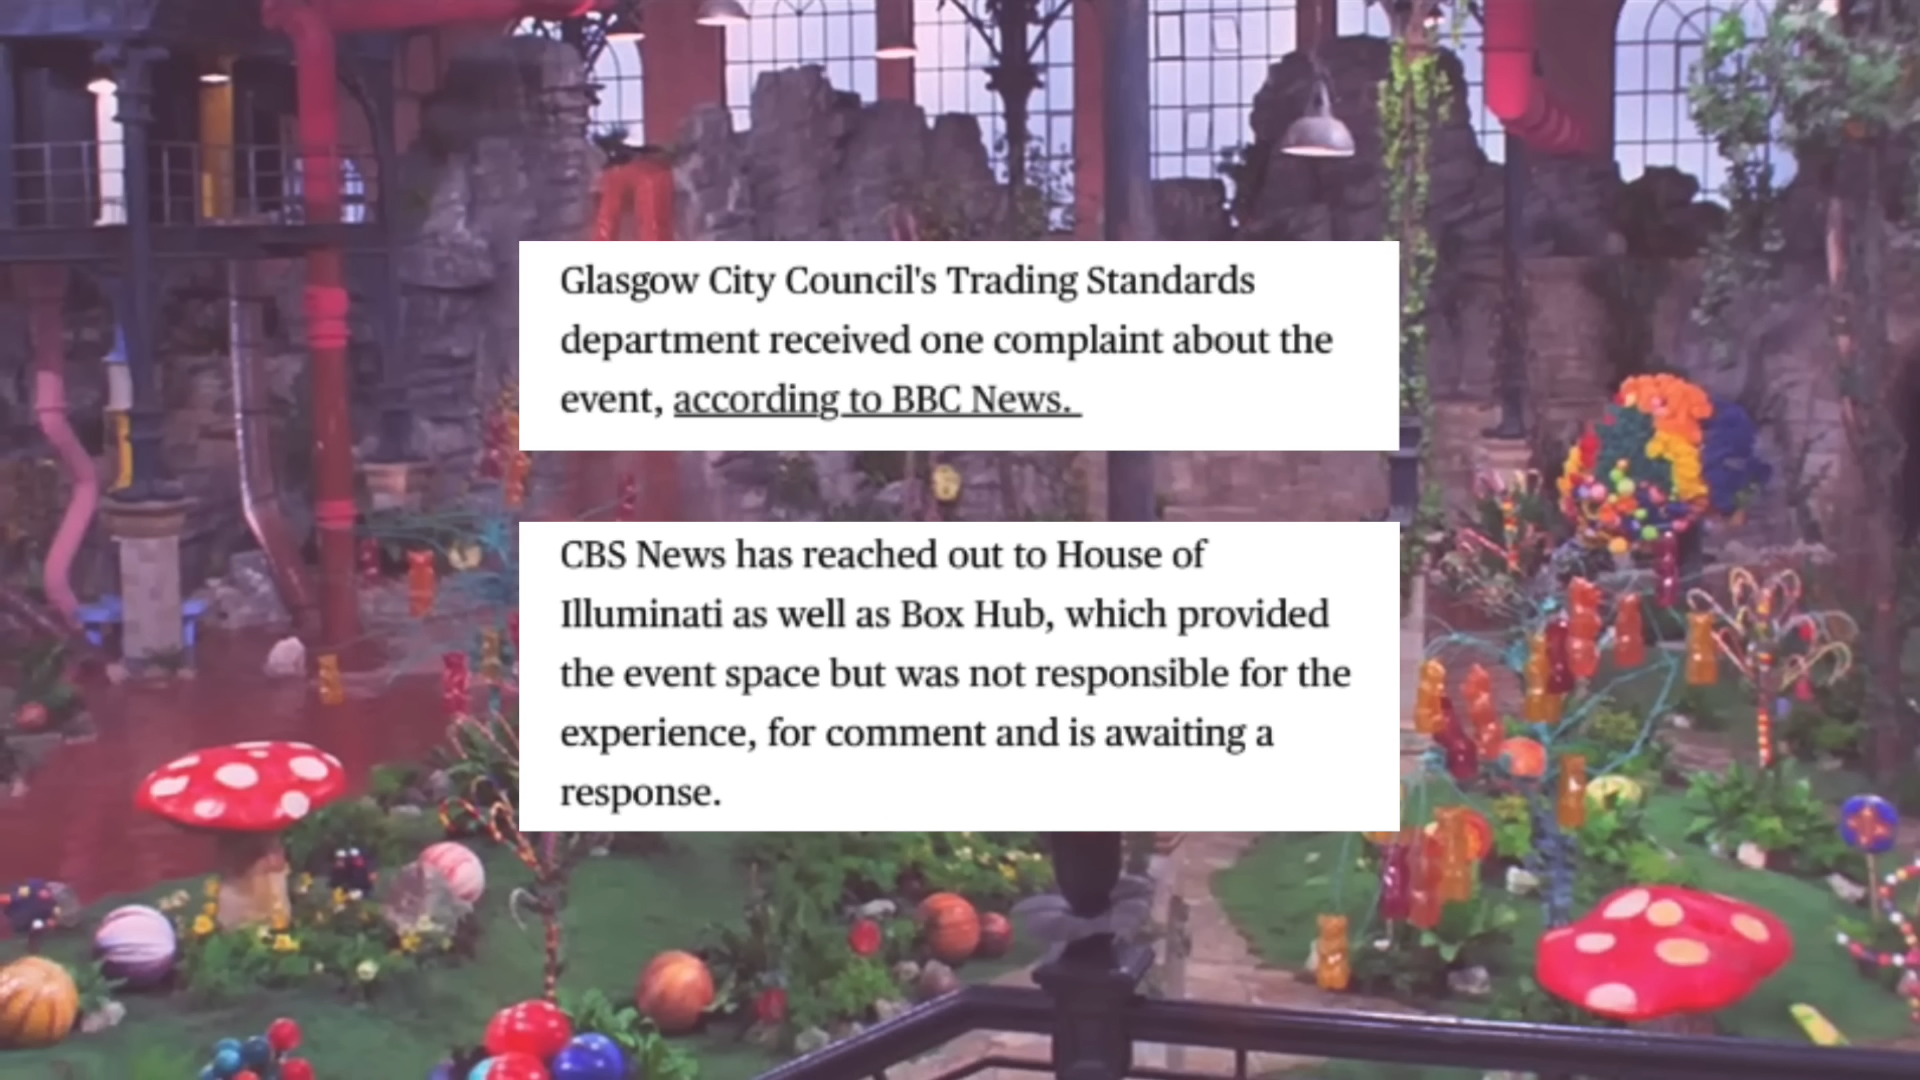 Glasgow City Council's Trading Standards
department received one complaint about the
event, according to BBC News.
CBS News has reached out to House of
Illuminati as well as Box Hub, which provided
the event space but was not responsible for the
experience, for comment and is awaiting a
response.